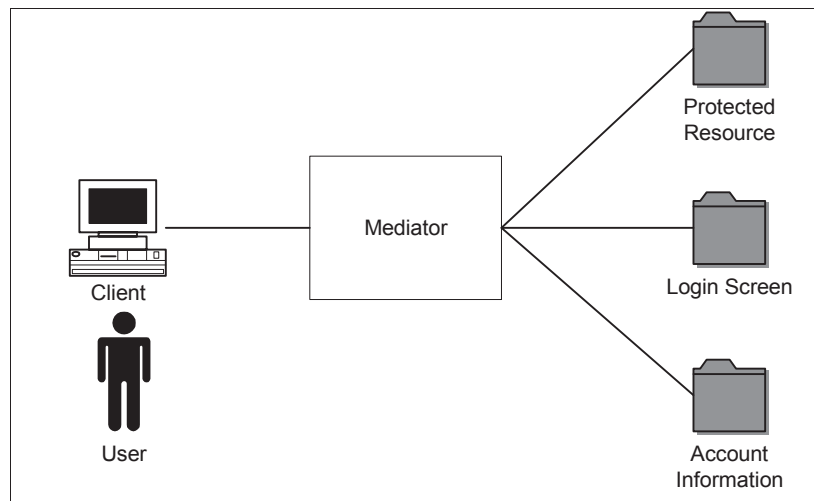 Client
User
Mediator
Protected
Resource
Login Screen
Account
Information